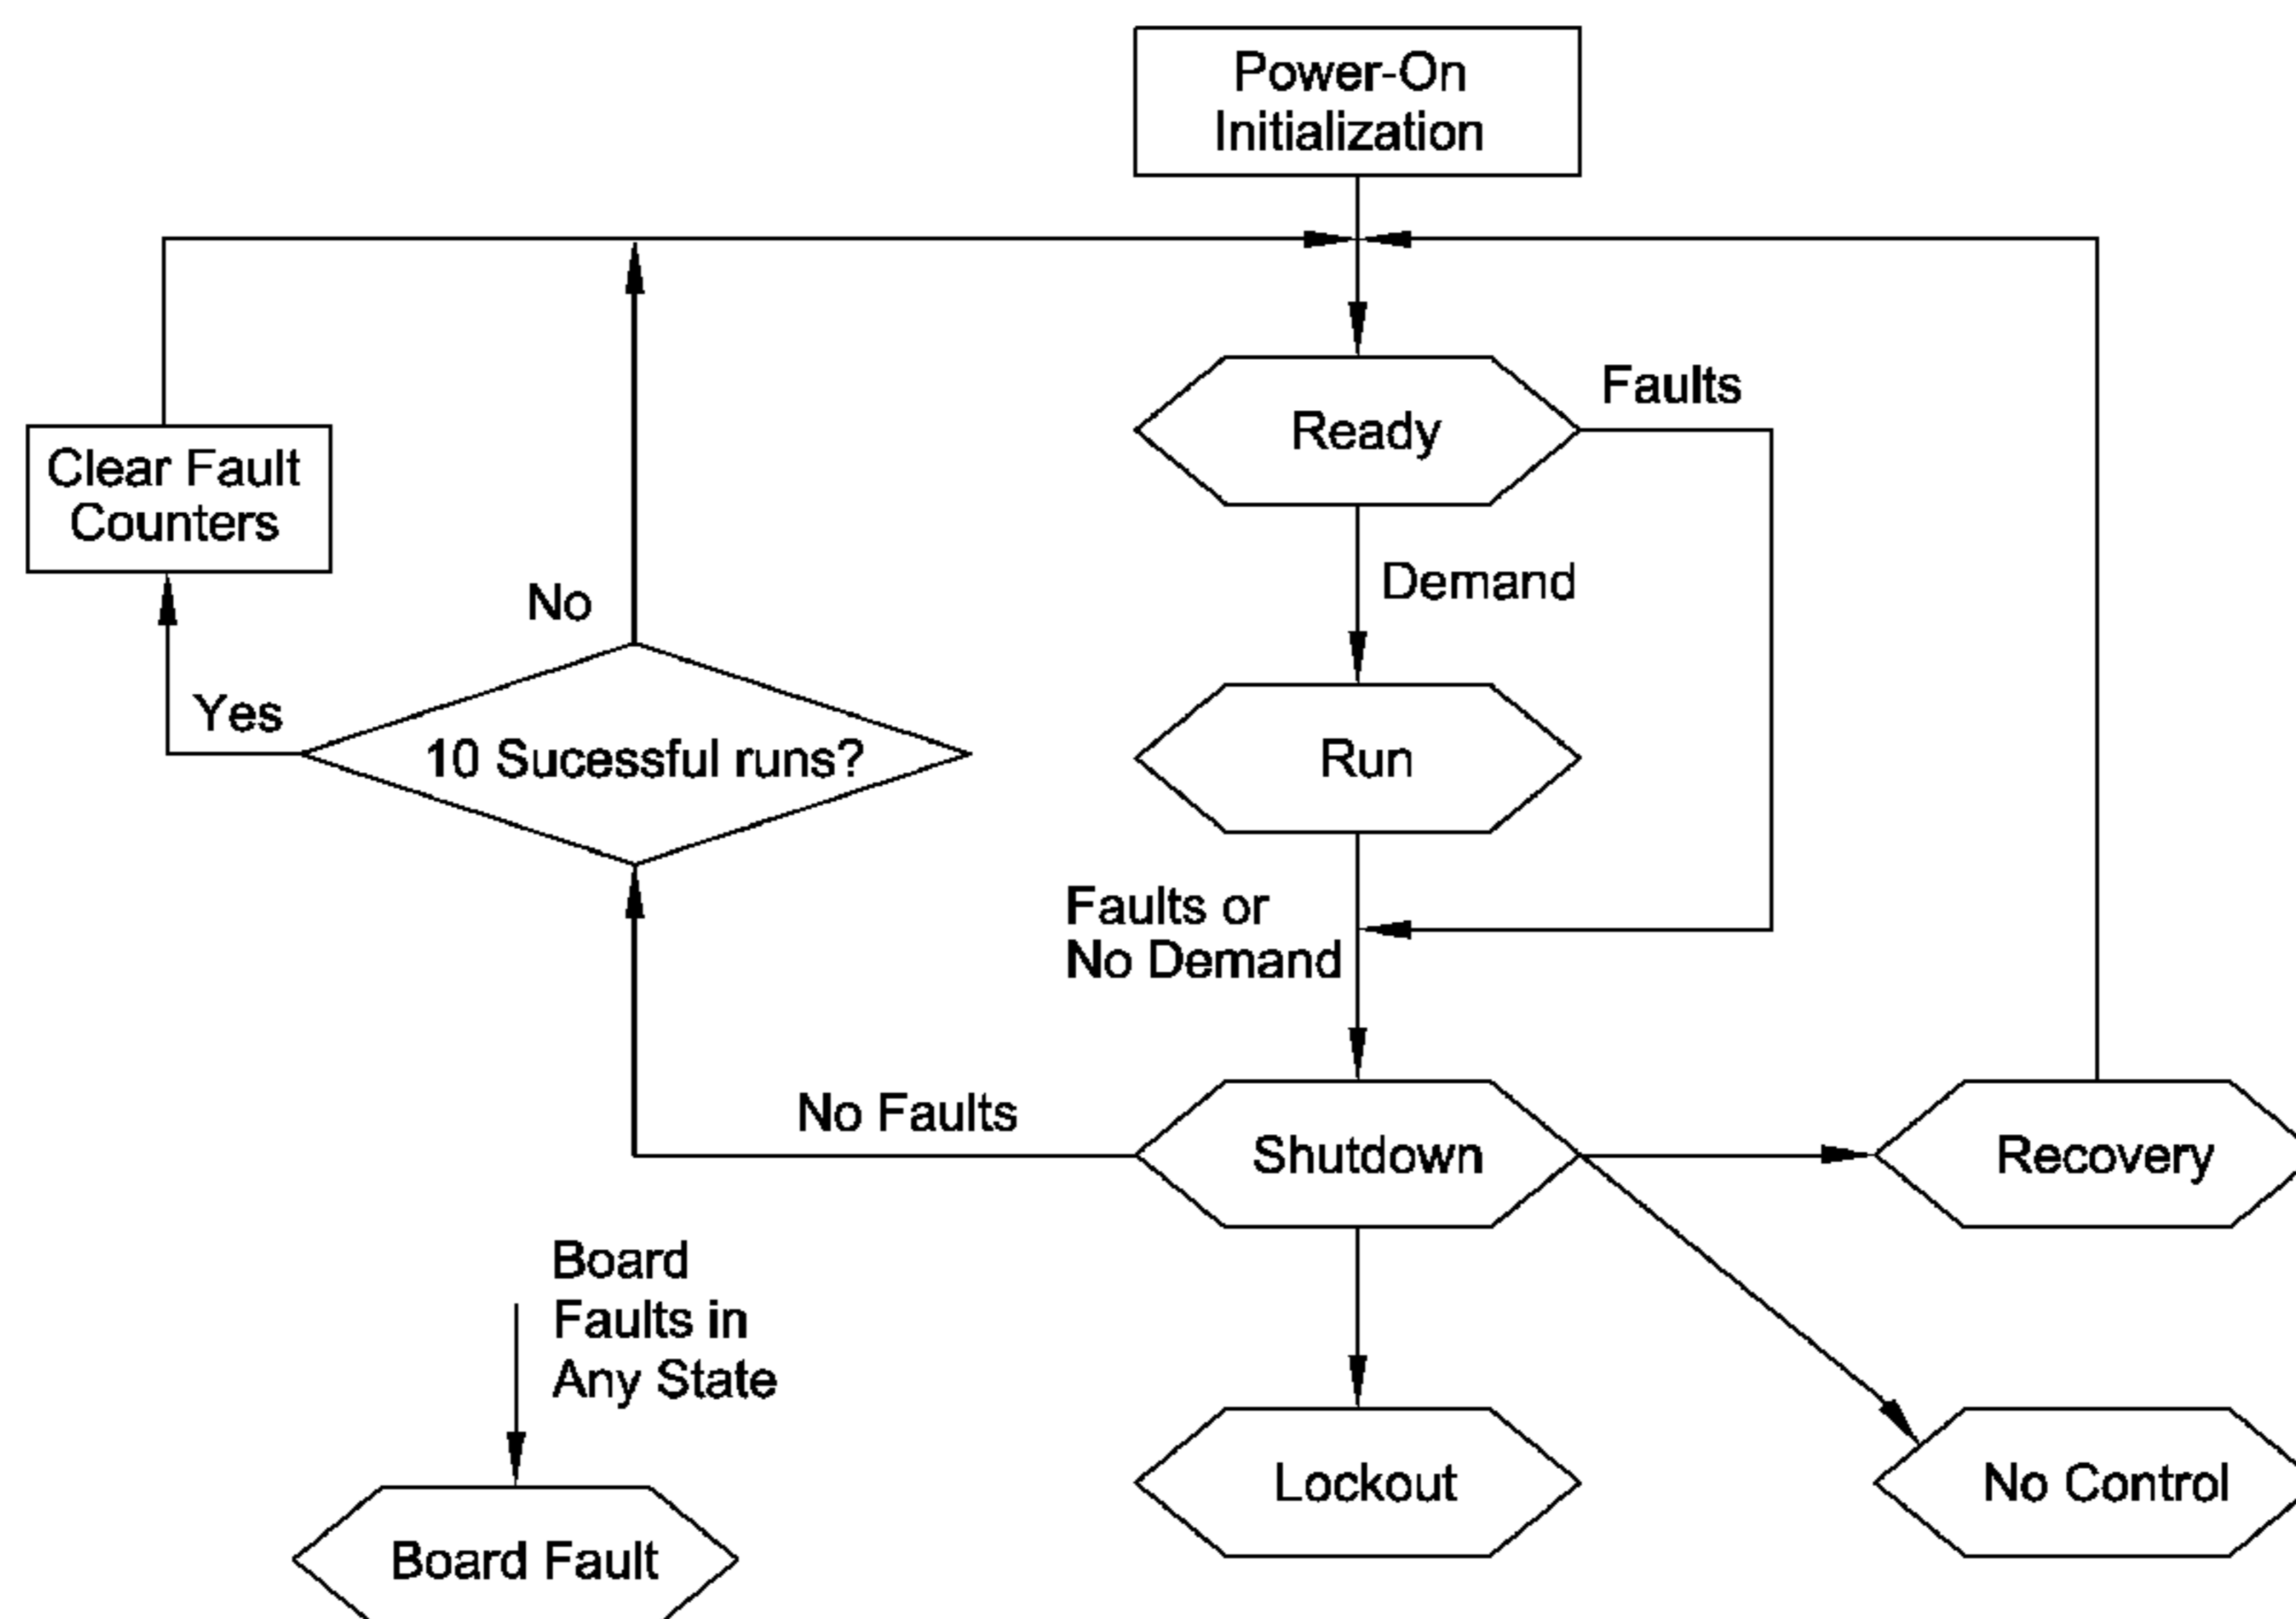 Power-On
Initialization
Ready
Faults
Clear Fault
Counters
Demand
No
Yes
10 Sucessful runs?
Run
Faults or
No Demand
No Faults
Shutdown
Recovery
Board
Faults in
Any State
Lockout
No Control
Board Fault